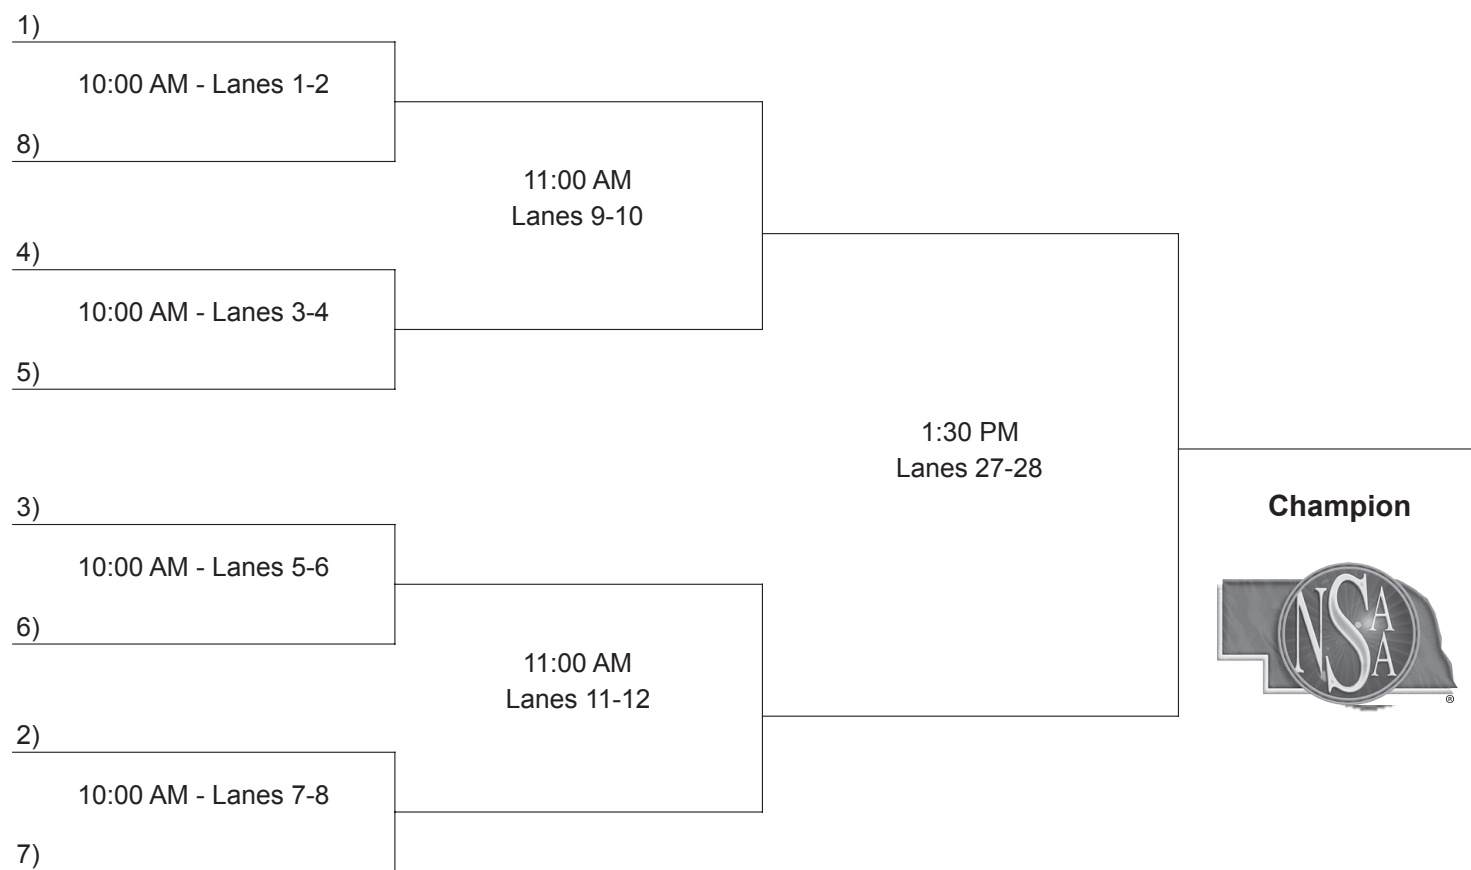 1)
10:00 AM - Lanes 1-2
8)
11:00 AM
Lanes 9-10
4)
10:00 AM - Lanes 3-4
5)
1:30 PM
Lanes 27-28
Champion
3)
10:00 AM - Lanes 5-6
6)
11:00 AM
Lanes 11-12
2)
10:00 AM - Lanes 7-8
7)
NSAA
®